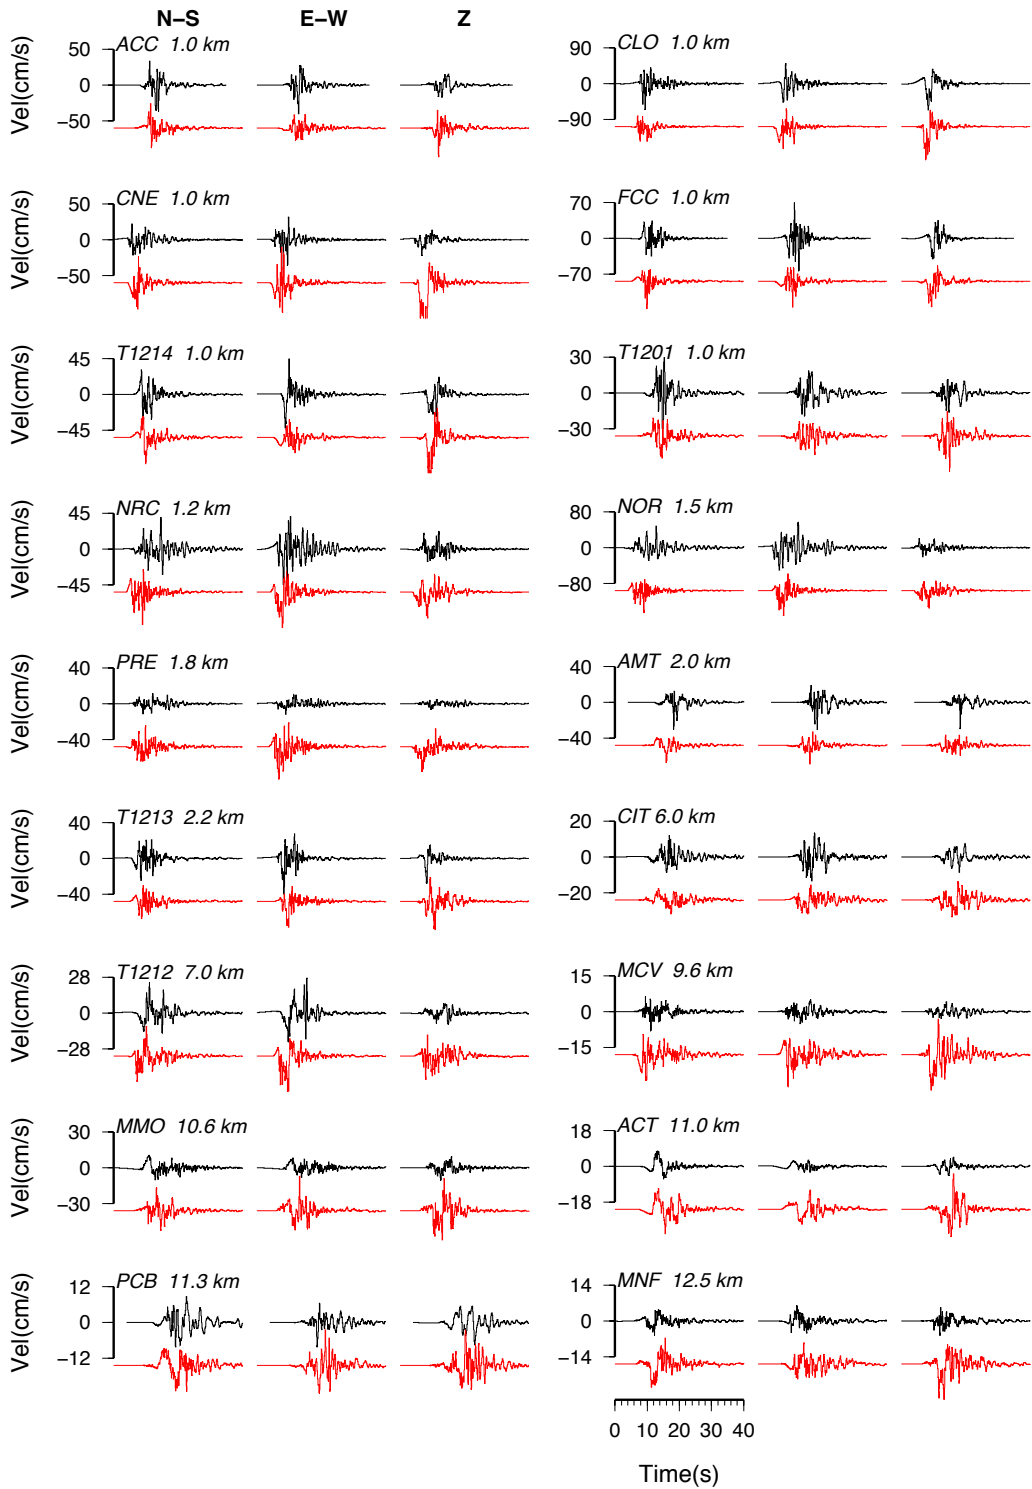 N–S E–W Z
ACC 1.0 km
Vel(cm/s)
50
0
−50
CLO 1.0 km
90
0
−90
CNE 1.0 km
Vel(cm/s)
50
0
−50
FCC 1.0 km
70
0
−70
T1214 1.0 km
Vel(cm/s)
45
0
−45
T1201 1.0 km
30
0
−30
NRC 1.2 km
Vel(cm/s)
45
0
−45
NOR 1.5 km
80
0
−80
PRE 1.8 km
Vel(cm/s)
40
0
−40
AMT 2.0 km
40
0
−40
T1213 2.2 km
Vel(cm/s)
40
0
−40
CIT 6.0 km
20
0
−20
T1212 7.0 km
Vel(cm/s)
28
0
−28
MCV 9.6 km
15
0
−15
MMO 10.6 km
Vel(cm/s)
30
0
−30
ACT 11.0 km
18
0
−18
PCB 11.3 km
Vel(cm/s)
12
0
−12
MNF 12.5 km
14
0
−14
0 10 20 30 40
Time(s)